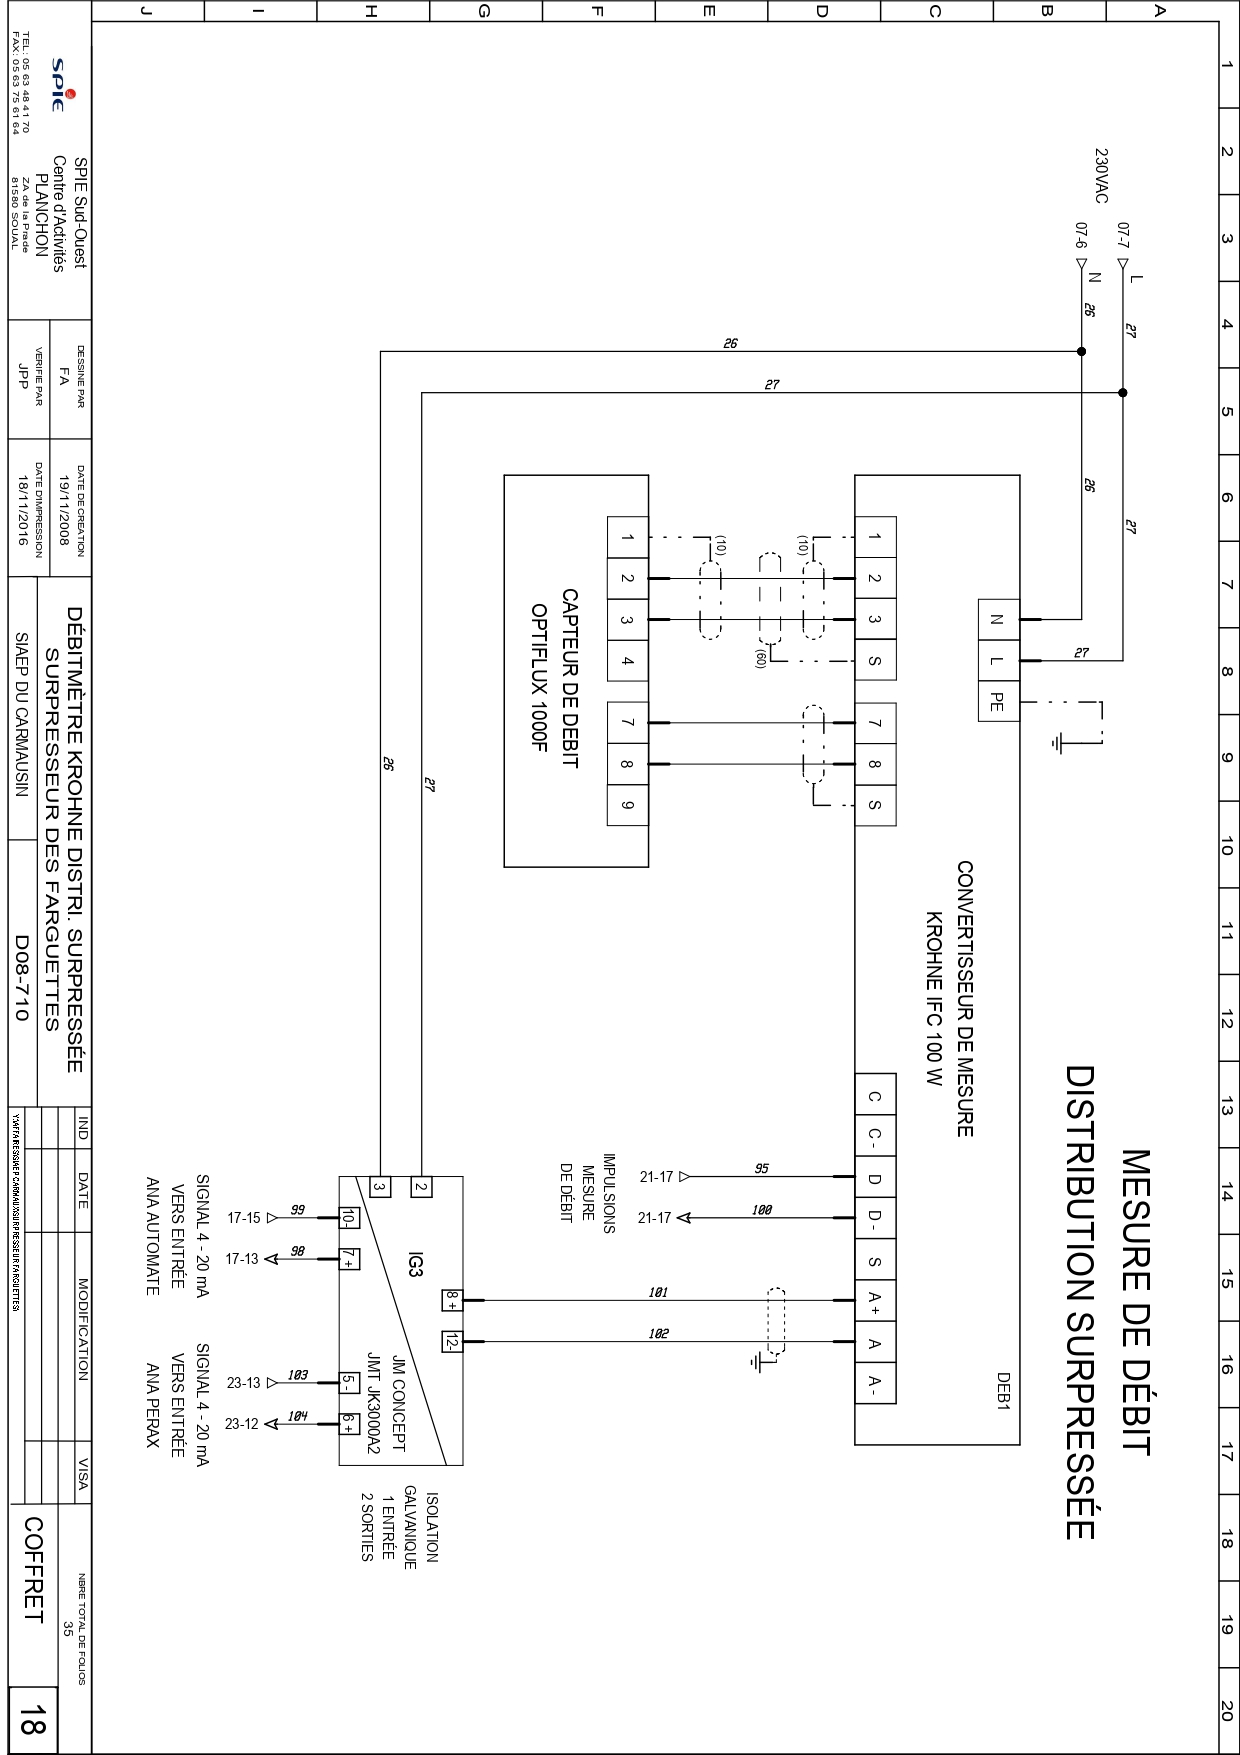 1
2
3
4
5
6
7
8
9
10
11
12
13
14
15
16
17
18
19
20
A
B
C
D
E
F
G
H
I
J
MESURE DE DÉBIT
DISTRIBUTION SURPRESSÉE
230VAC
07-7
L
27
27
07-6
N
26
26
27
N
L
PE
DEB1
CONVERTISSEUR DE MESURE
KROHNE IFC 100 W
1
2
3
S
7
8
S
C
C -
D
D -
S
A +
A
A -
(10)
(60)
(10)
26
27
1
2
3
4
7
8
9
CAPTEUR DE DEBIT
OPTIFLUX 1000F
95
21-17
100
21-17
IMPULSIONS
MESURE
DE DÉBIT
101
102
27
26
2
3
8 +
12-
IG3
JM CONCEPT
JMT JK3000A2
10 -
7 +
5 -
6 +
ISOLATION
GALVANIQUE
1 ENTRÉE
2 SORTIES
99
17-15
98
17-13
103
23-13
104
23-12
SIGNAL 4 - 20 mA
VERS ENTRÉE
ANA AUTOMATE
SIGNAL 4 - 20 mA
VERS ENTRÉE
ANA PERAX
SPIE
TEL: 05 63 48 41 70
FAX: 05 63 75 61 64
SPIE Sud-Ouest
Centre d'Activités
PLANCHON
ZA de la Prade
81580 SOUAL
DESSINE PAR
FA
VERIFIE PAR
JPP
DATE DE CREATION
19/11/2008
DATE D'IMPRESSION
18/11/2016
DÉBITMÈTRE KROHNE DISTRI. SURPRESSÉE
SURPRESSEUR DES FARGUETTES
SIAEP DU CARMAUSIN
D08-710
IND
DATE
MODIFICATION
VISA
NBRE TOTAL DE FOLIOS
35
COFFRET
18